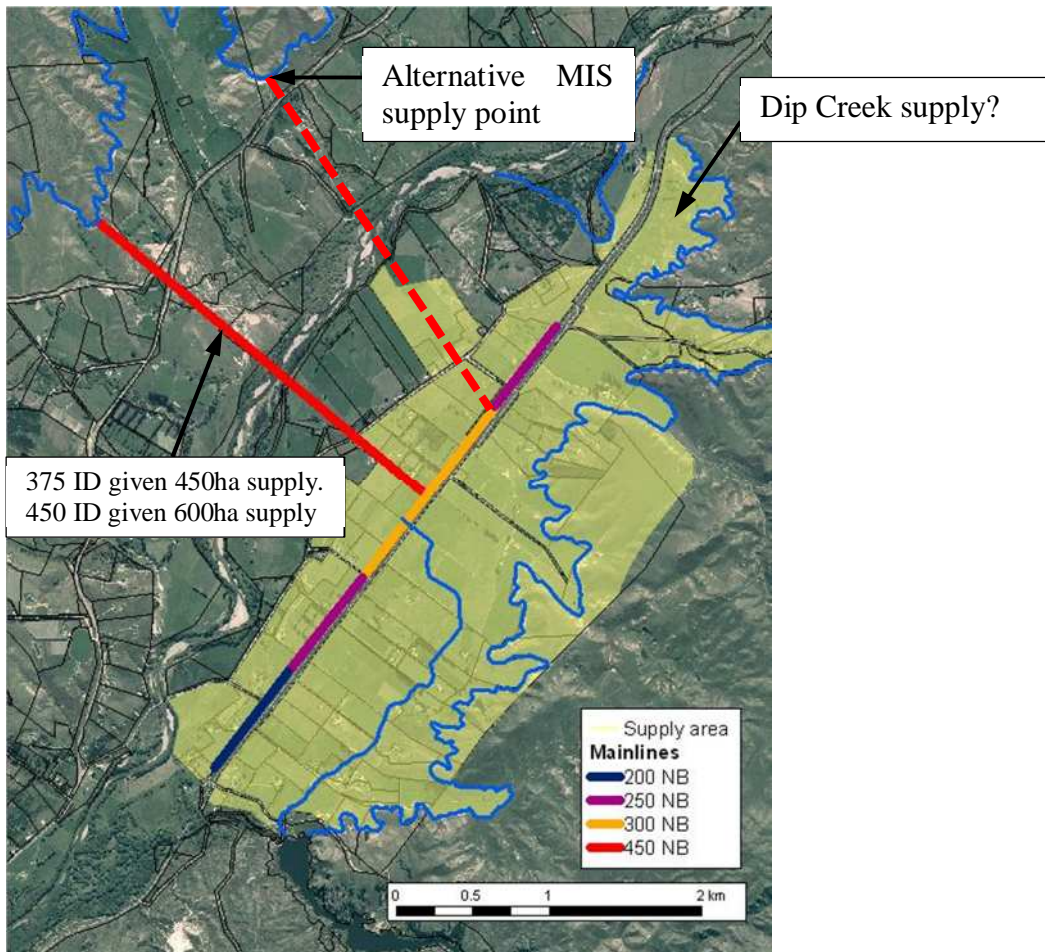 Alternative MIS
supply point
Dip Creek supply?
375 ID given 450ha supply.
450 ID given 600ha supply
Supply area
Mainlines
200 NB
250 NB
300 NB
450 NB
0 0.5 1 2 km